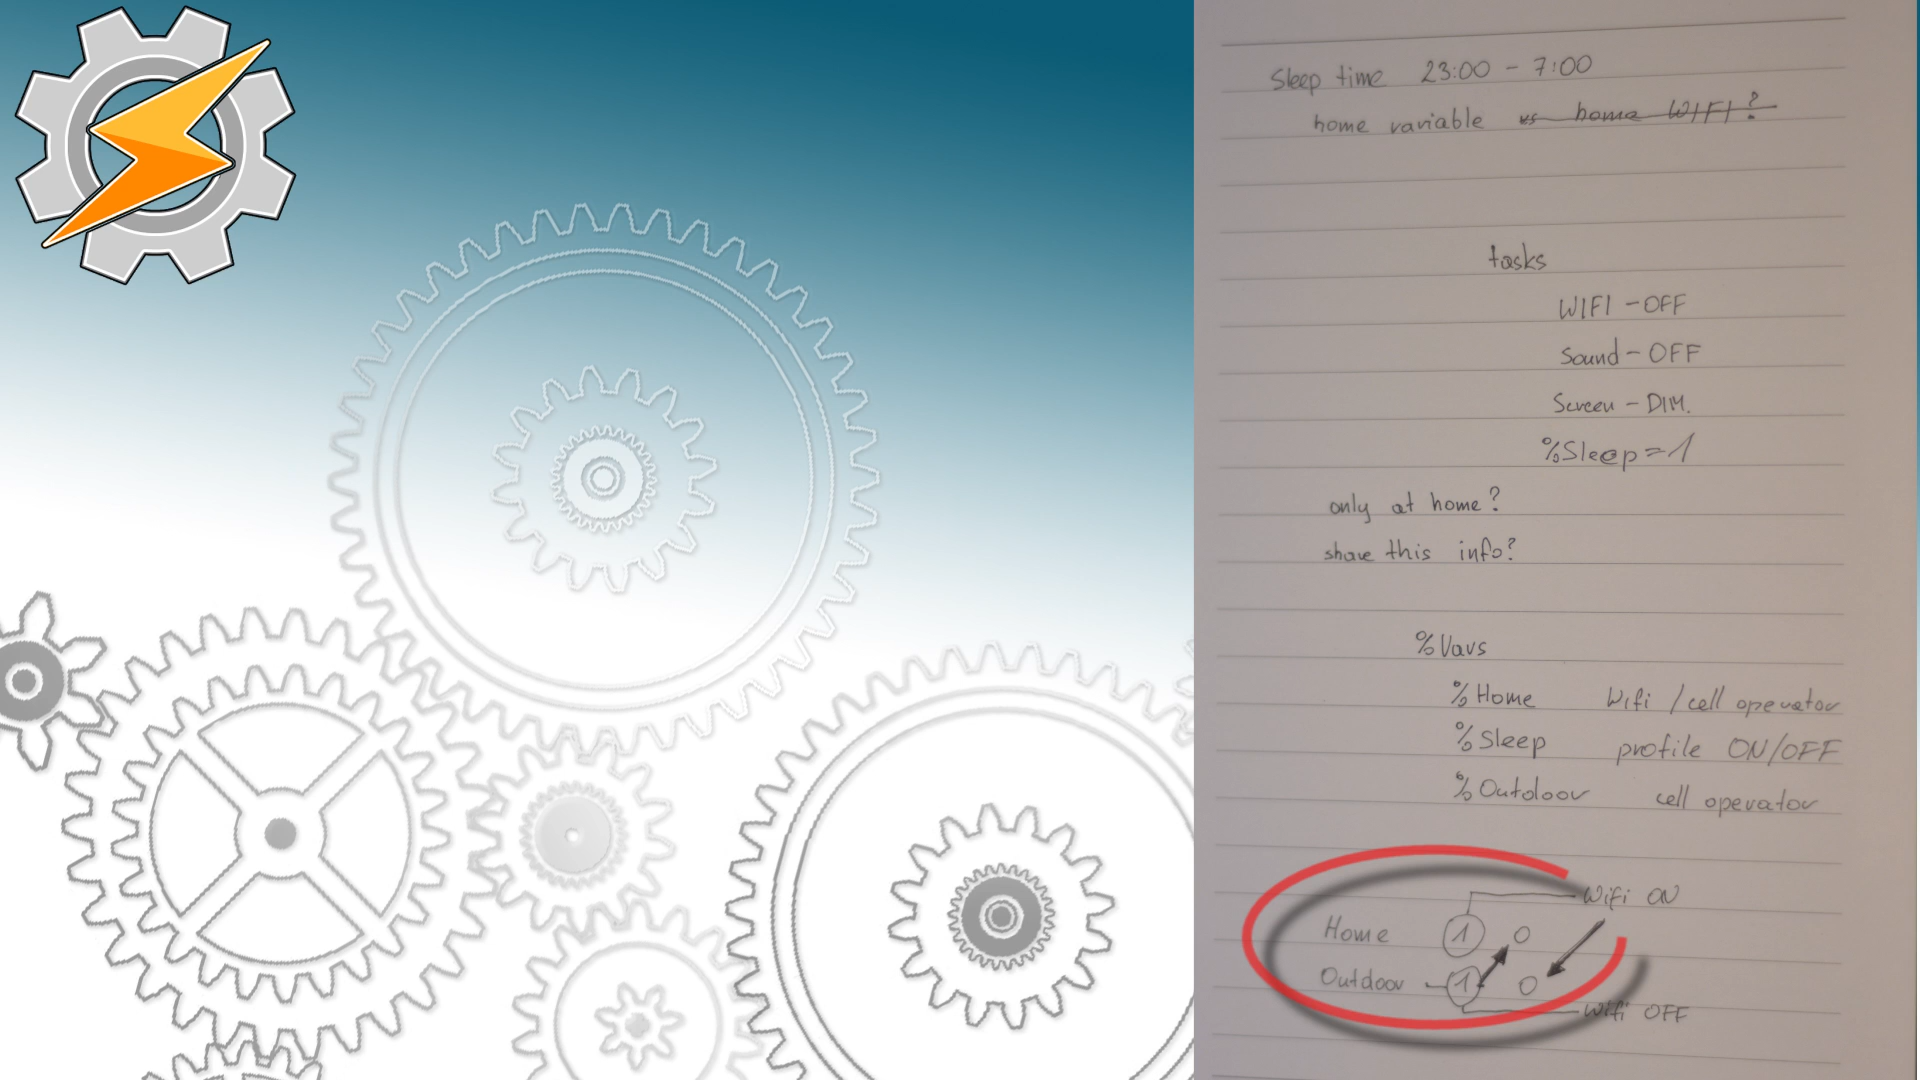 Sleep time 23:00 - 7:00
home variable vs home WIFI?
tasks
WIFI - OFF
Sound - OFF
Screen - DIM.
%Sleep=1
only at home?
share this info?
%Vars
%Home Wifi / cell operator
%Sleep profile ON/OFF
%Outdoor cell operator
Wifi ON
Home 1 0
Outdoor 1 0
Wifi OFF